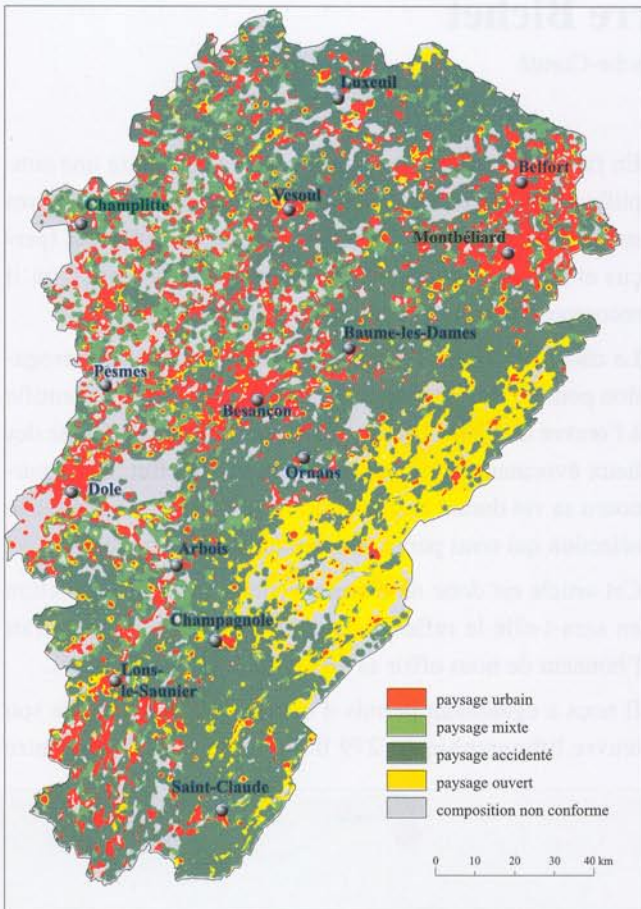 Luxeuil
Belfort
Vesoul
Champlitte
Montbéliard
Baume-les-Dames
Pesmes
Besançon
Ornans
Dole
Arbois
Champagnole
Lons-
le-Saunier
Saint-Claude
paysage urbain
paysage mixte
paysage accidenté
paysage ouvert
composition non conforme
0 10 20 40 km